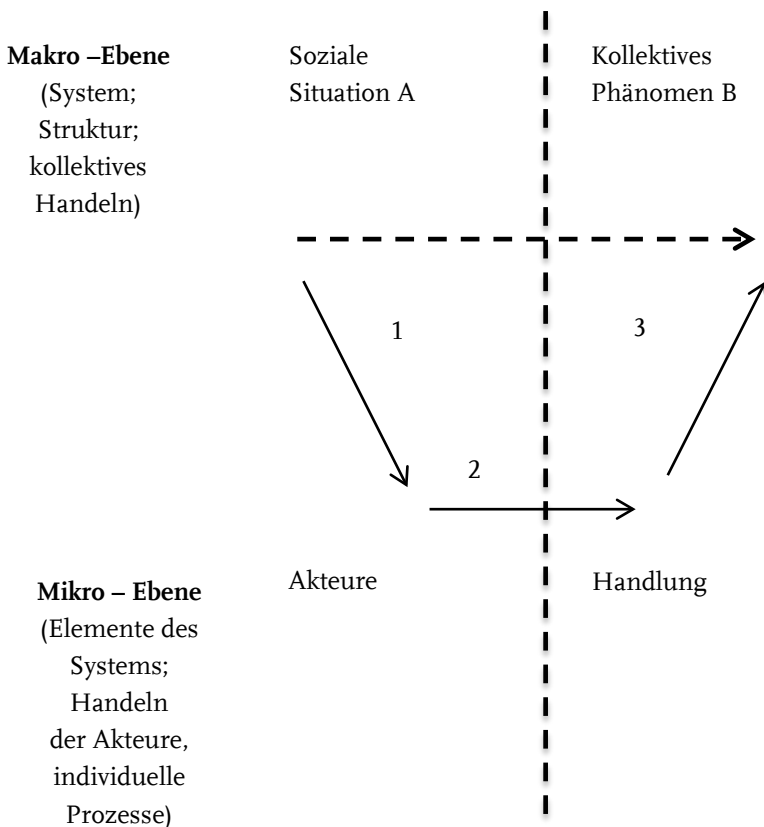 Makro –Ebene
(System;
Struktur;
kollektives
Handeln)
Soziale
Situation A
Kollektives
Phänomen B
1
3
2
Mikro – Ebene
(Elemente des
Systems;
Handeln
der Akteure,
individuelle
Prozesse)
Akteure
Handlung